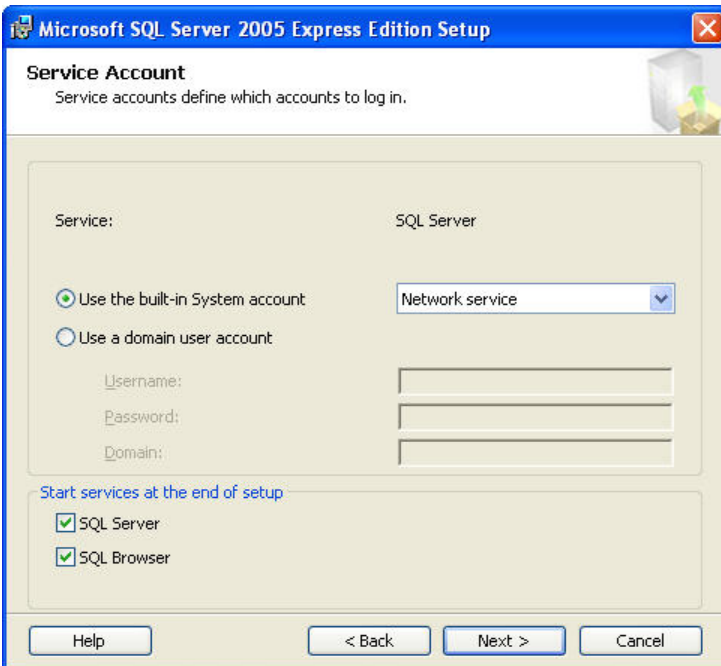 Microsoft SQL Server 2005 Express Edition Setup
Service Account
Service accounts define which accounts to log in.
Service: SQL Server
Use the built-in System account Network service
Use a domain user account
Username:
Password:
Domain:
Start services at the end of setup
SQL Server
SQL Browser
Help < Back Next > Cancel